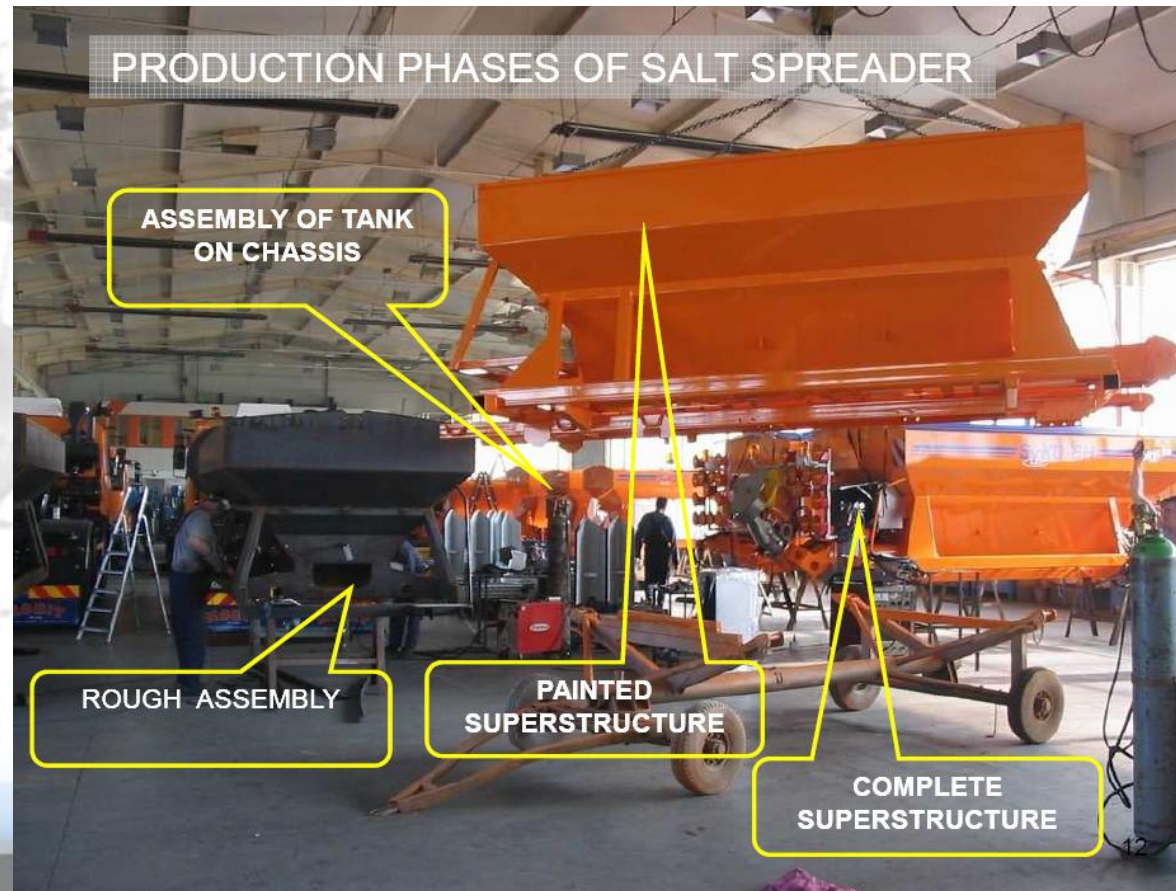 PRODUCTION PHASES OF SALT SPREADER
ASSEMBLY OF TANK
ON CHASSIS
ROUGH ASSEMBLY
PAINTED
SUPERSTRUCTURE
COMPLETE
SUPERSTRUCTURE
12